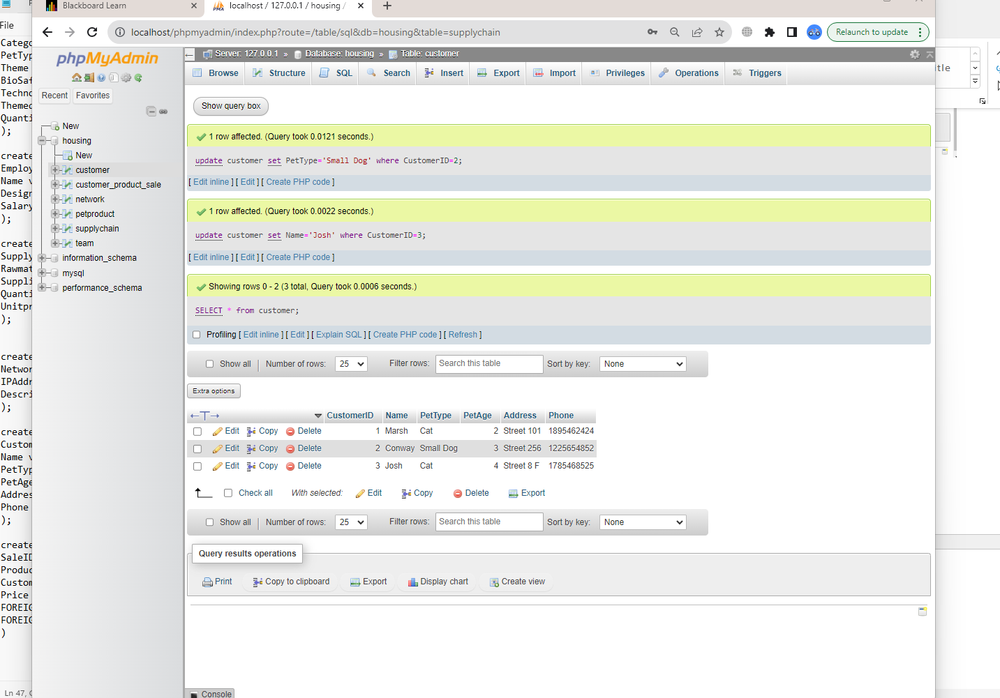 Blackboard Learn
localhost / 127.0.0.1 / housing /
localhost/phpmyadmin/index.php?route=/table/sql&db=housing&table=supplychain
Relaunch to update
File
Catego
PetTyp
Theme
BioSaf
Techno
Themed
Quanti
);
create
Employ
Name v
Design
Salary
);
create
Supply
Rawmat
Suppli
Quanti
Unitpr
);
create
Networ
IPAddr
Descri
);
create
Custom
Name v
PetTyp
PetAge
Addres
Phone
);
create
SaleID
Produc
Custom
Price
FOREIG
FOREIG
)
Ln 47,
phpMyAdmin
Recent Favorites
New
housing
New
customer
customer_product_sale
network
petproduct
supplychain
team
information_schema
mysql
performance_schema
Server: 127.0.0.1 » Database: housing » Table: customer
Browse Structure SQL Search Insert Export Import Privileges Operations Triggers
Show query box
1 row affected. (Query took 0.0121 seconds.)
update customer set PetType='Small Dog' where CustomerID=2;
[ Edit inline ] [ Edit ] [ Create PHP code ]
1 row affected. (Query took 0.0022 seconds.)
update customer set Name='Josh' where CustomerID=3;
[ Edit inline ] [ Edit ] [ Create PHP code ]
Showing rows 0 - 2 (3 total, Query took 0.0006 seconds.)
SELECT * from customer;
Profiling [ Edit inline ] [ Edit ] [ Explain SQL ] [ Create PHP code ] [ Refresh ]
Show all Number of rows: 25 Filter rows: Search this table Sort by key: None
Extra options
CustomerID Name PetType PetAge Address Phone
Edit Copy Delete 1 Marsh Cat 2 Street 101 1895462424
Edit Copy Delete 2 Conway Small Dog 3 Street 256 1225654852
Edit Copy Delete 3 Josh Cat 4 Street 8 F 1785468525
Check all With selected: Edit Copy Delete Export
Show all Number of rows: 25 Filter rows: Search this table Sort by key: None
Query results operations
Print Copy to clipboard Export Display chart Create view
Console
tle